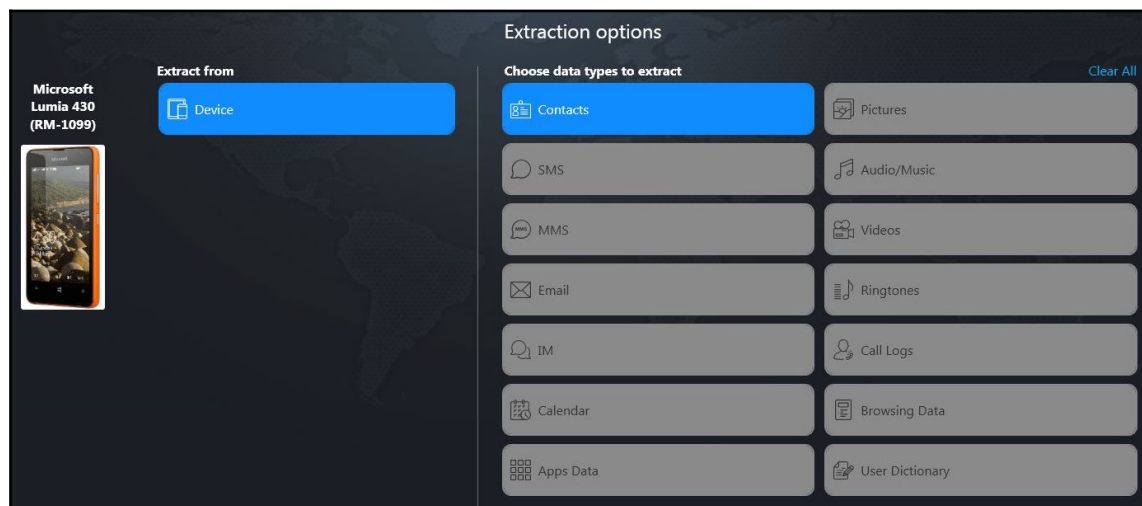 Extraction options
Microsoft
Lumia 430
(RM-1099)
Extract from
Device
Choose data types to extract
Clear All
Contacts
Pictures
SMS
Audio/Music
MMS
Videos
Email
Ringtones
IM
Call Logs
Calendar
Browsing Data
Apps Data
User Dictionary